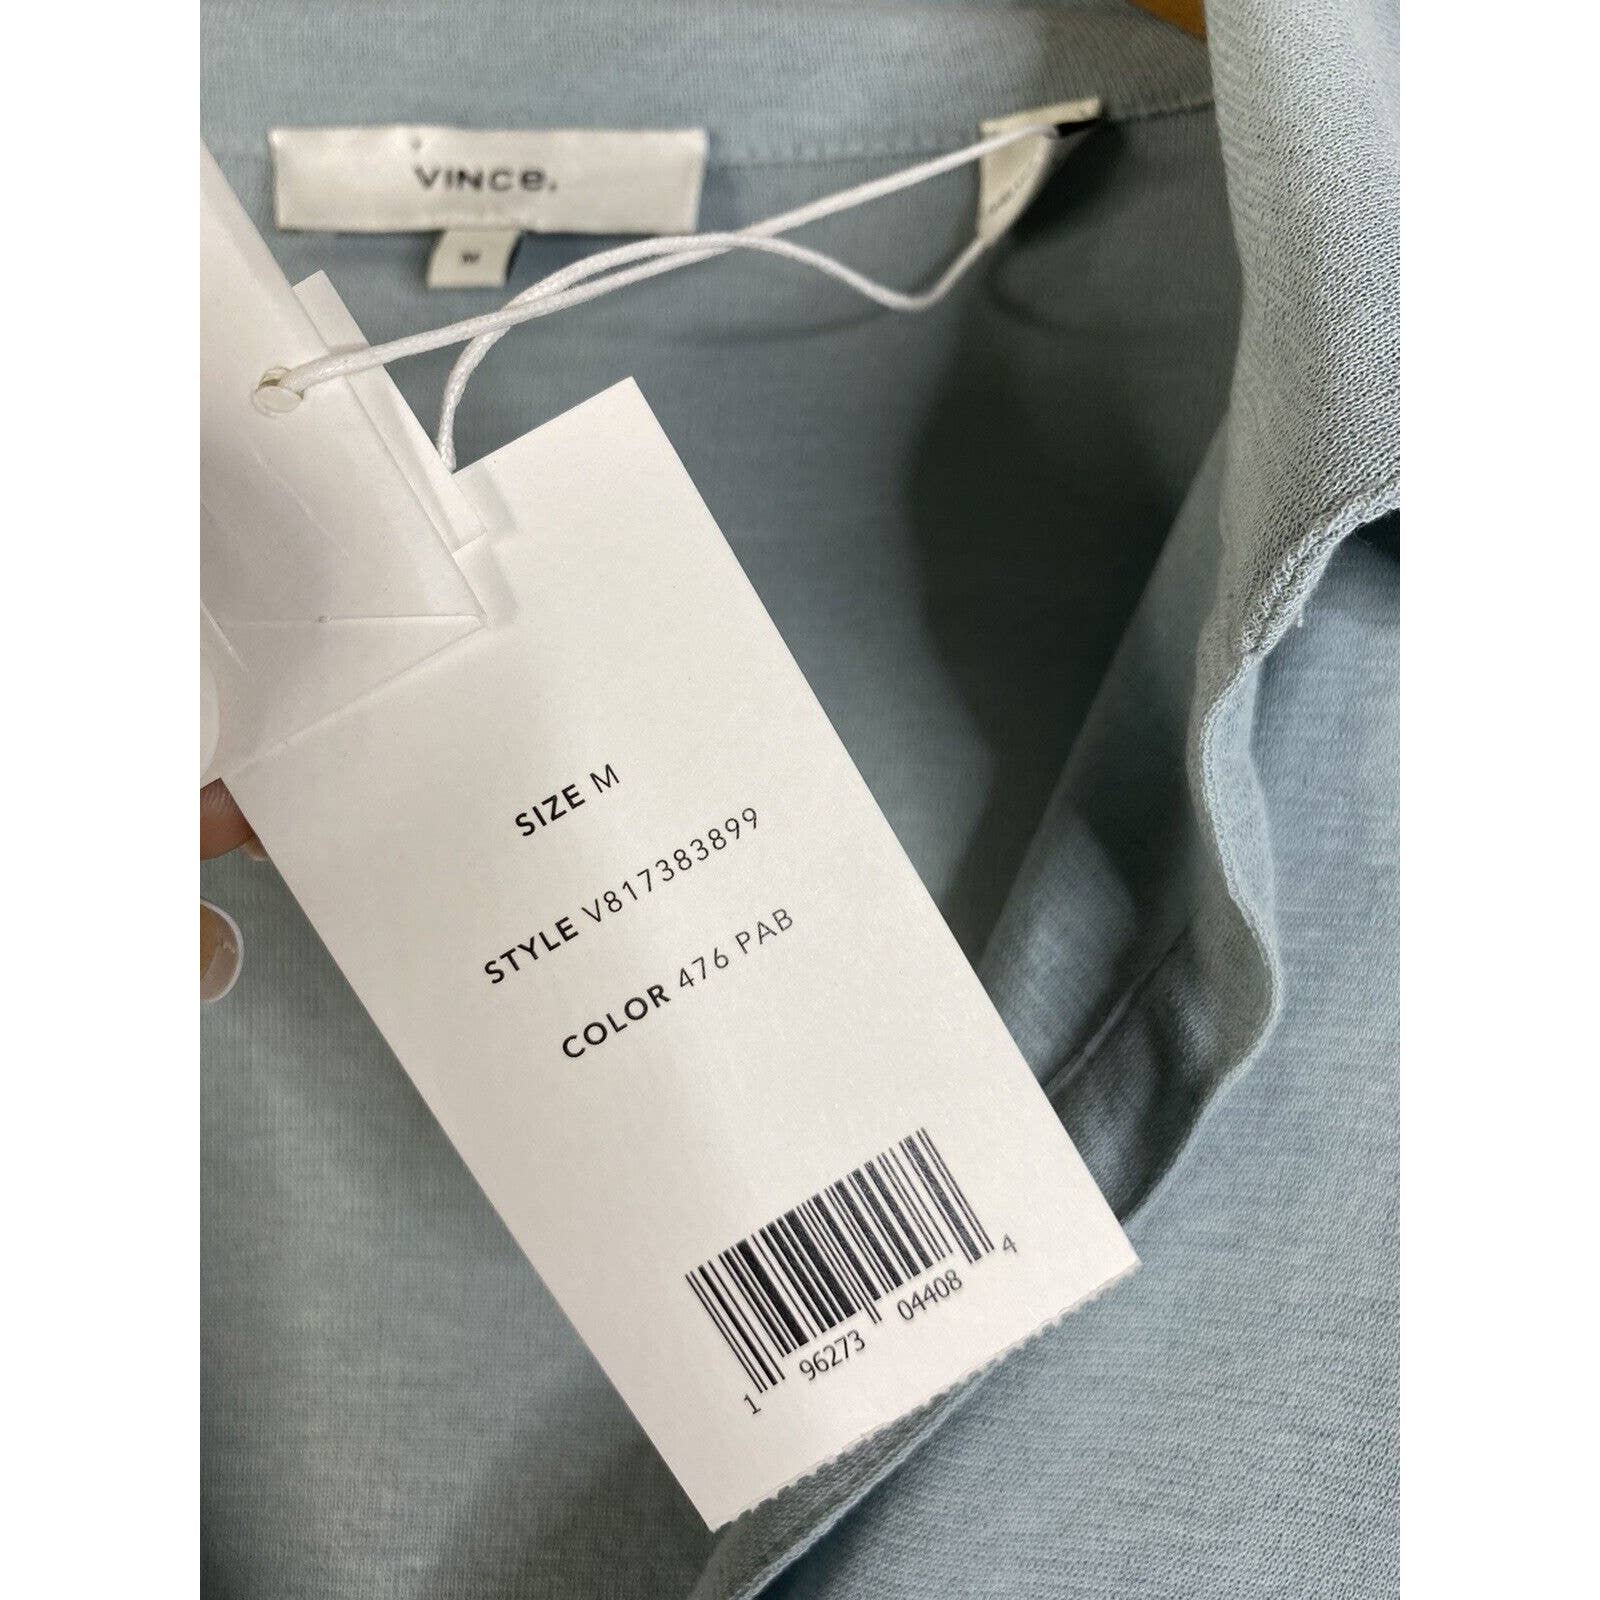 VINCe.
M
SIZE M
STYLE V817383899
COLOR 476 PAB
1 96273 04408 4